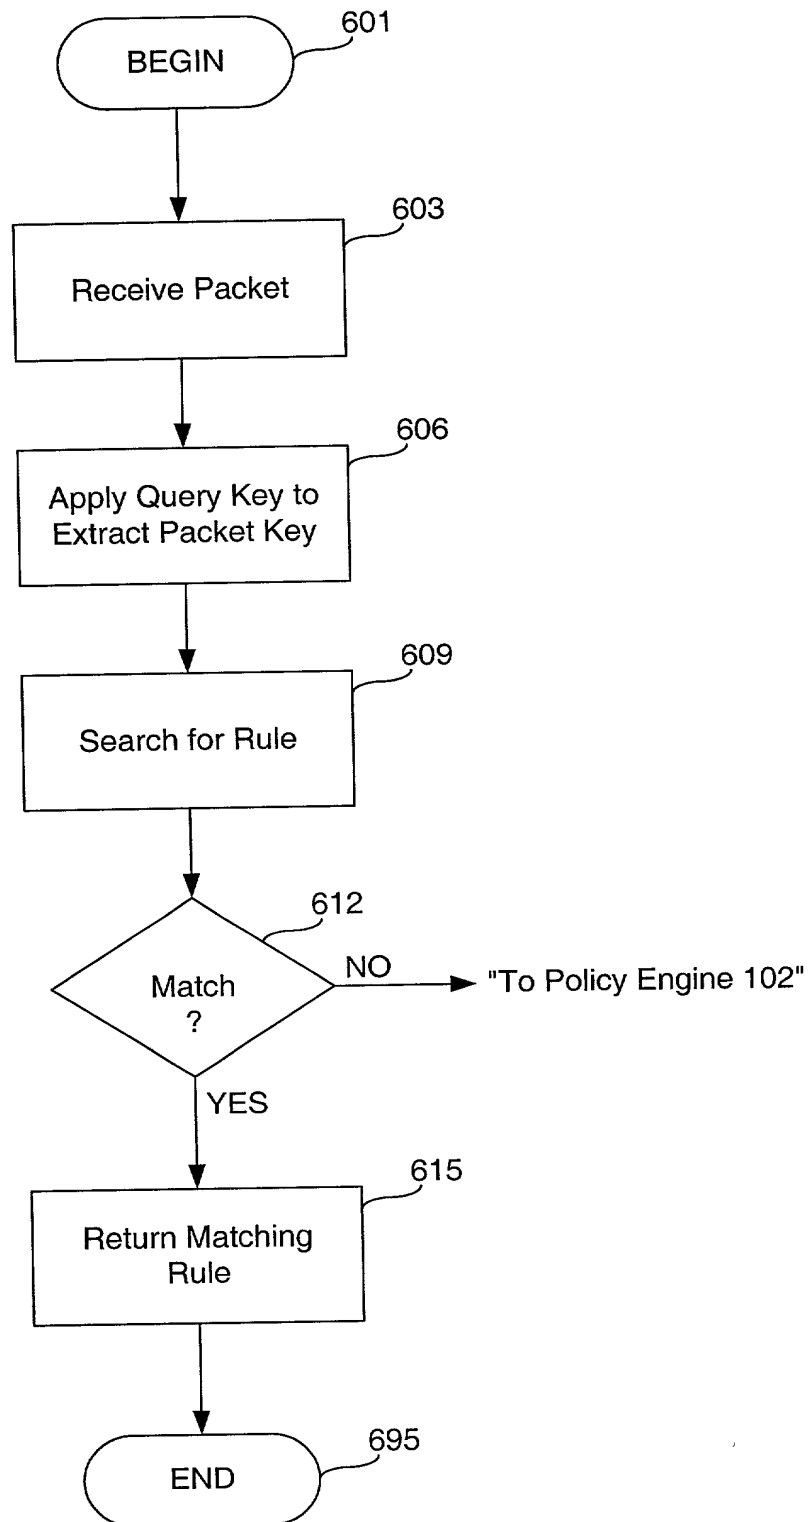 601
BEGIN
603
Receive Packet
606
Apply Query Key to
Extract Packet Key
609
Search for Rule
612
Match
?
NO
"To Policy Engine 102"
YES
615
Return Matching
Rule
695
END